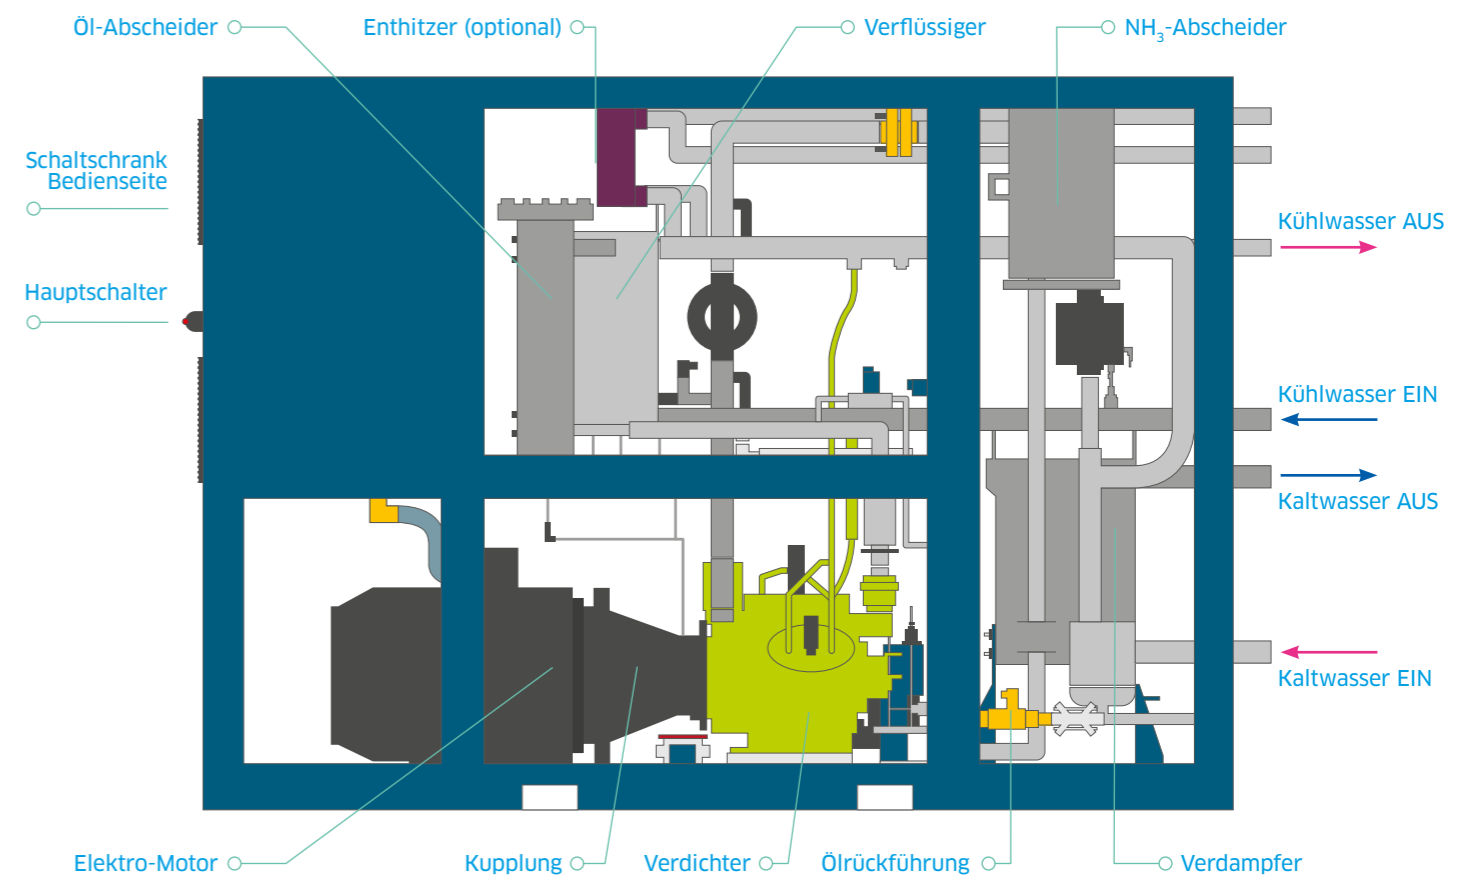 Öl-Abscheider
Enthitzer (optional)
Verflüssiger
NH₃-Abscheider
Schaltschrank
Bedienseite
Hauptschalter
Kühlwasser AUS
Kühlwasser EIN
Kaltwasser AUS
Kaltwasser EIN
Elektro-Motor
Kupplung
Verdichter
Ölrückführung
Verdampfer